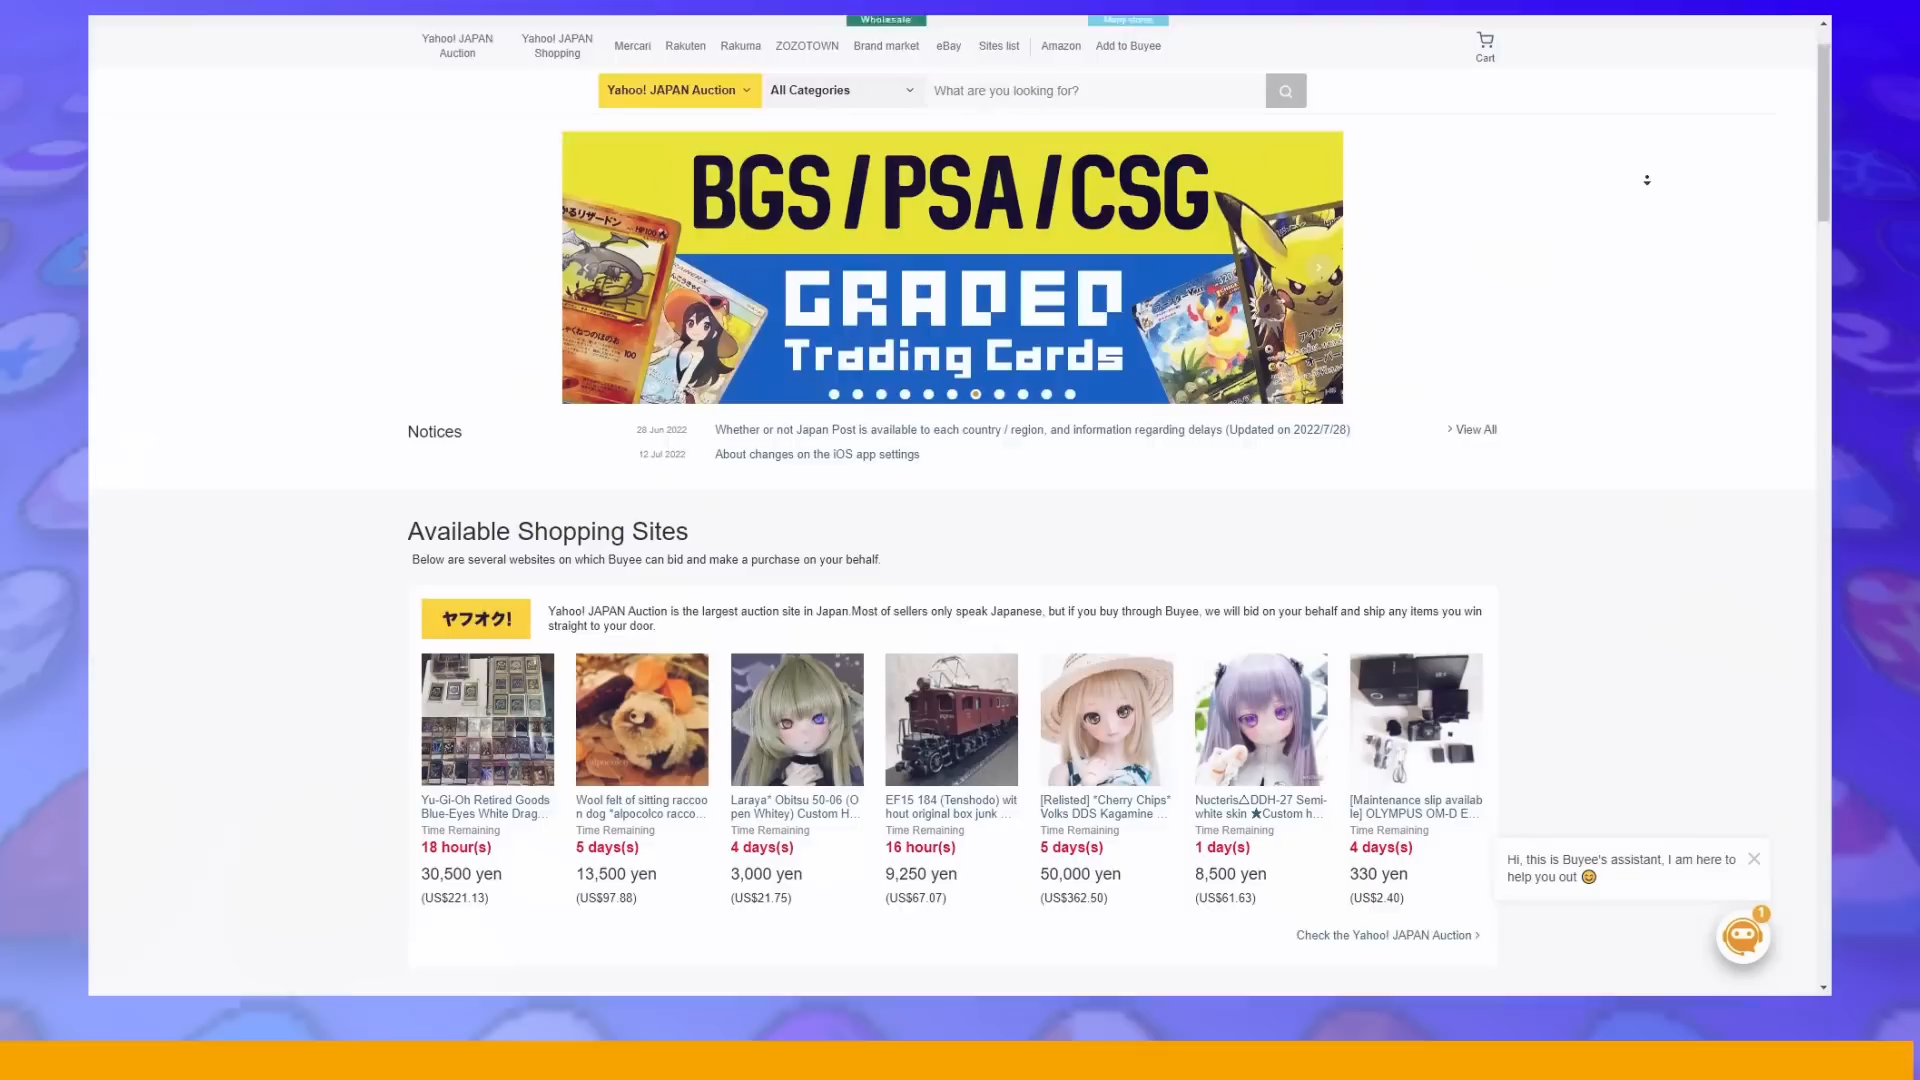 Wholesale
Many stores
Yahoo! JAPAN
Auction
Yahoo! JAPAN
Shopping
Mercari
Rakuten
Rakuma
ZOZOTOWN
Brand market
eBay
Sites list
Amazon
Add to Buyee
Cart
Yahoo! JAPAN Auction
All Categories
What are you looking for?
BGS/PSA/CSG
GRADED
Trading Cards
HP100
100
Notices
28 Jun 2022
Whether or not Japan Post is available to each country / region, and information regarding delays (Updated on 2022/7/28)
View All
12 Jul 2022
About changes on the iOS app settings
Available Shopping Sites
Below are several websites on which Buyee can bid and make a purchase on your behalf.
ヤフオク!
Yahoo! JAPAN Auction is the largest auction site in Japan.Most of sellers only speak Japanese, but if you buy through Buyee, we will bid on your behalf and ship any items you win
straight to your door.
Yu-Gi-Oh Retired Goods
Blue-Eyes White Drag...
Time Remaining
18 hour(s)
30,500 yen
(US$221.13)
Wool felt of sitting raccoo
n dog "alpocolco racco...
Time Remaining
5 days(s)
13,500 yen
(US$97.88)
Laraya* Obitsu 50-06 (O
pen Whitey) Custom H...
Time Remaining
4 days(s)
3,000 yen
(US$21.75)
EF15 184 (Tenshodo) wit
hout original box junk ...
Time Remaining
16 hour(s)
9,250 yen
(US$67.07)
[Relisted] "Cherry Chips"
Volks DDS Kagamine ...
Time Remaining
5 days(s)
50,000 yen
(US$362.50)
Nucteris△DDH-27 Semi-
white skin ★Custom h...
Time Remaining
1 day(s)
8,500 yen
(US$61.63)
[Maintenance slip availab
le] OLYMPUS OM-D E...
Time Remaining
4 days(s)
330 yen
(US$2.40)
Check the Yahoo! JAPAN Auction
Hi, this is Buyee's assistant, I am here to
help you out 😊
1